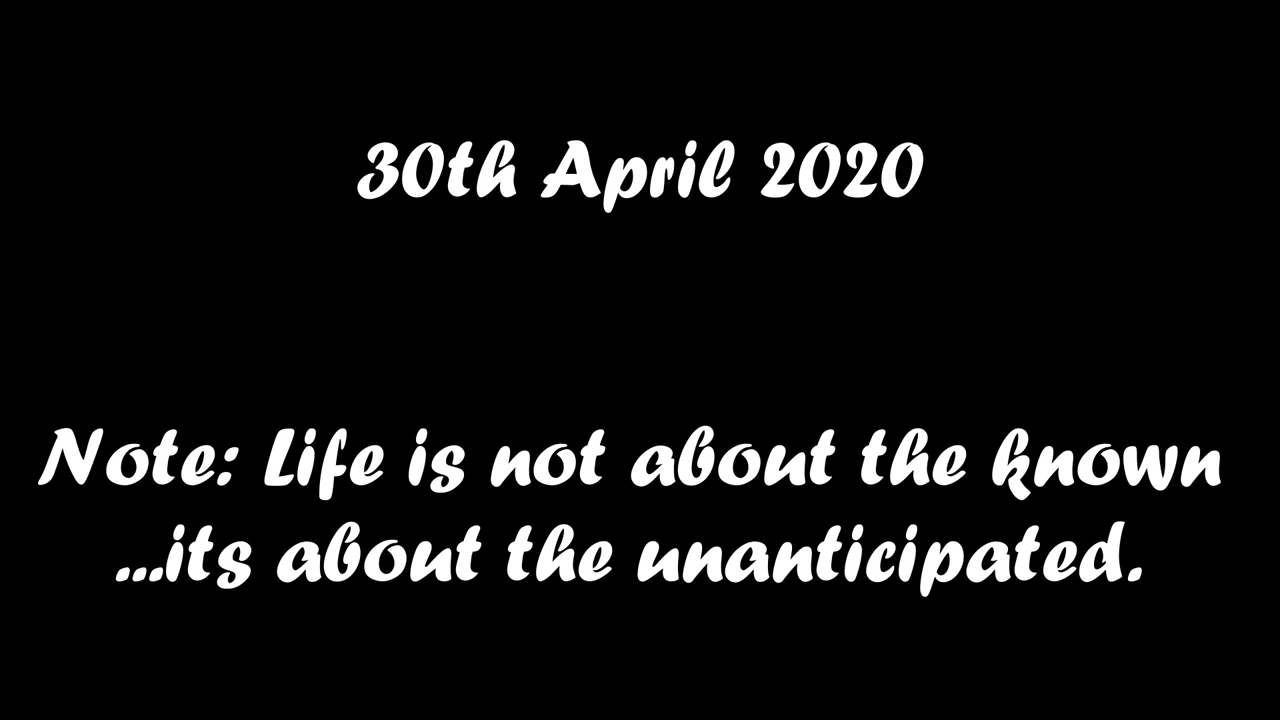 30th April 2020
Note: Life is not about the known
...its about the unanticipated.